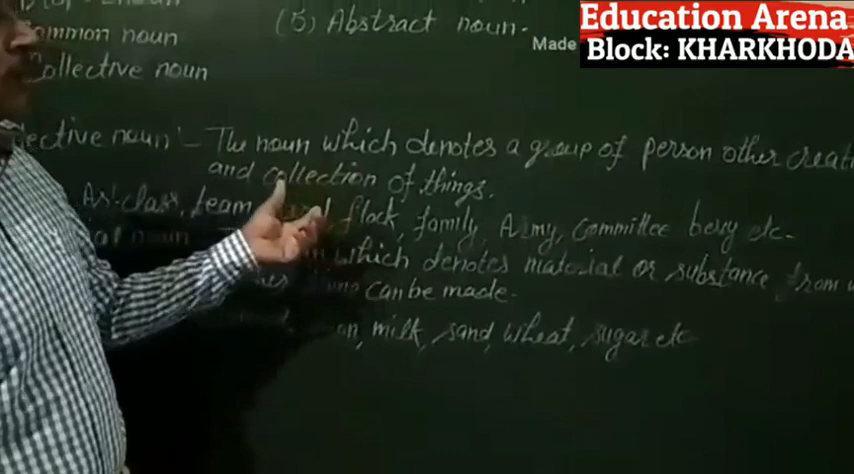 (5) Abstract noun.
ommon noun
Collective noun
Education Arena
Block: KHARKHODA
Made
ective noun:- The noun which denotes a group of person other creat
and collection of things.
As:- class, team flock, family, Army, Committee bevy etc-
noun which denotes material or substance from w
can be made-
milk, sand, wheat, sugar etc